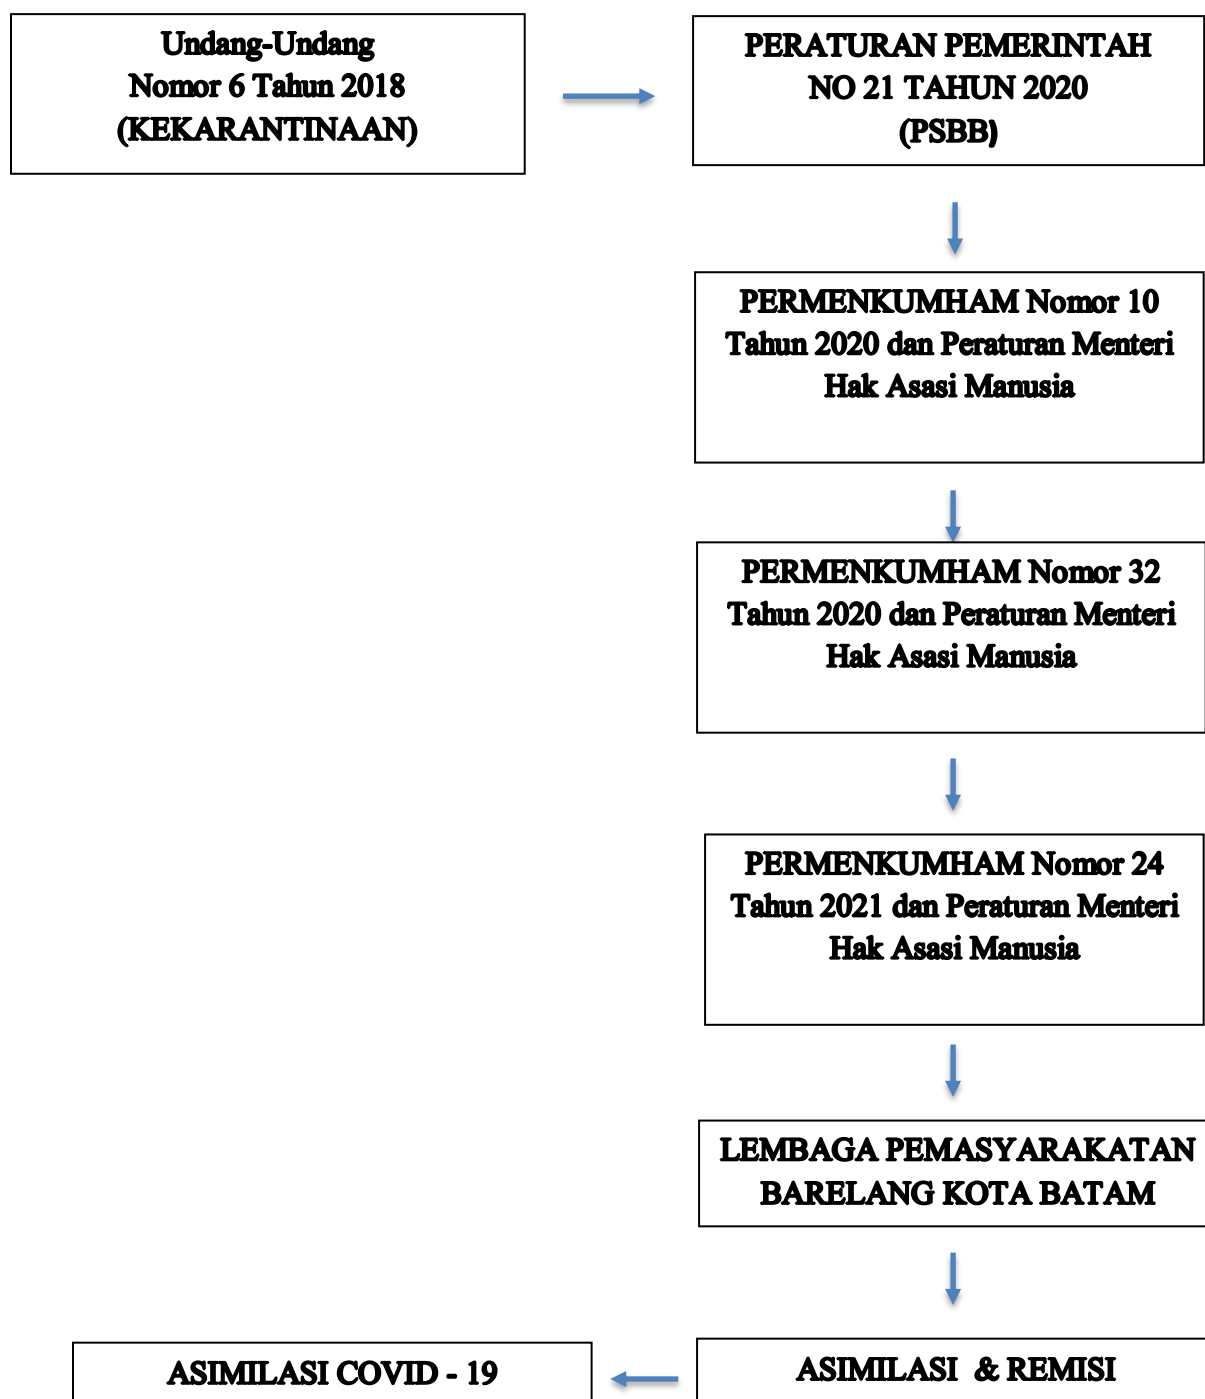 Undang-Undang
Nomor 6 Tahun 2018
(KEKARANTINAAN)
PERATURAN PEMERINTAH
NO 21 TAHUN 2020
(PSBB)
PERMENKUMHAM Nomor 10
Tahun 2020 dan Peraturan Menteri
Hak Asasi Manusia
PERMENKUMHAM Nomor 32
Tahun 2020 dan Peraturan Menteri
Hak Asasi Manusia
PERMENKUMHAM Nomor 24
Tahun 2021 dan Peraturan Menteri
Hak Asasi Manusia
LEMBAGA PEMASYARAKATAN
BARELANG KOTA BATAM
ASIMILASI & REMISI
ASIMILASI COVID - 19